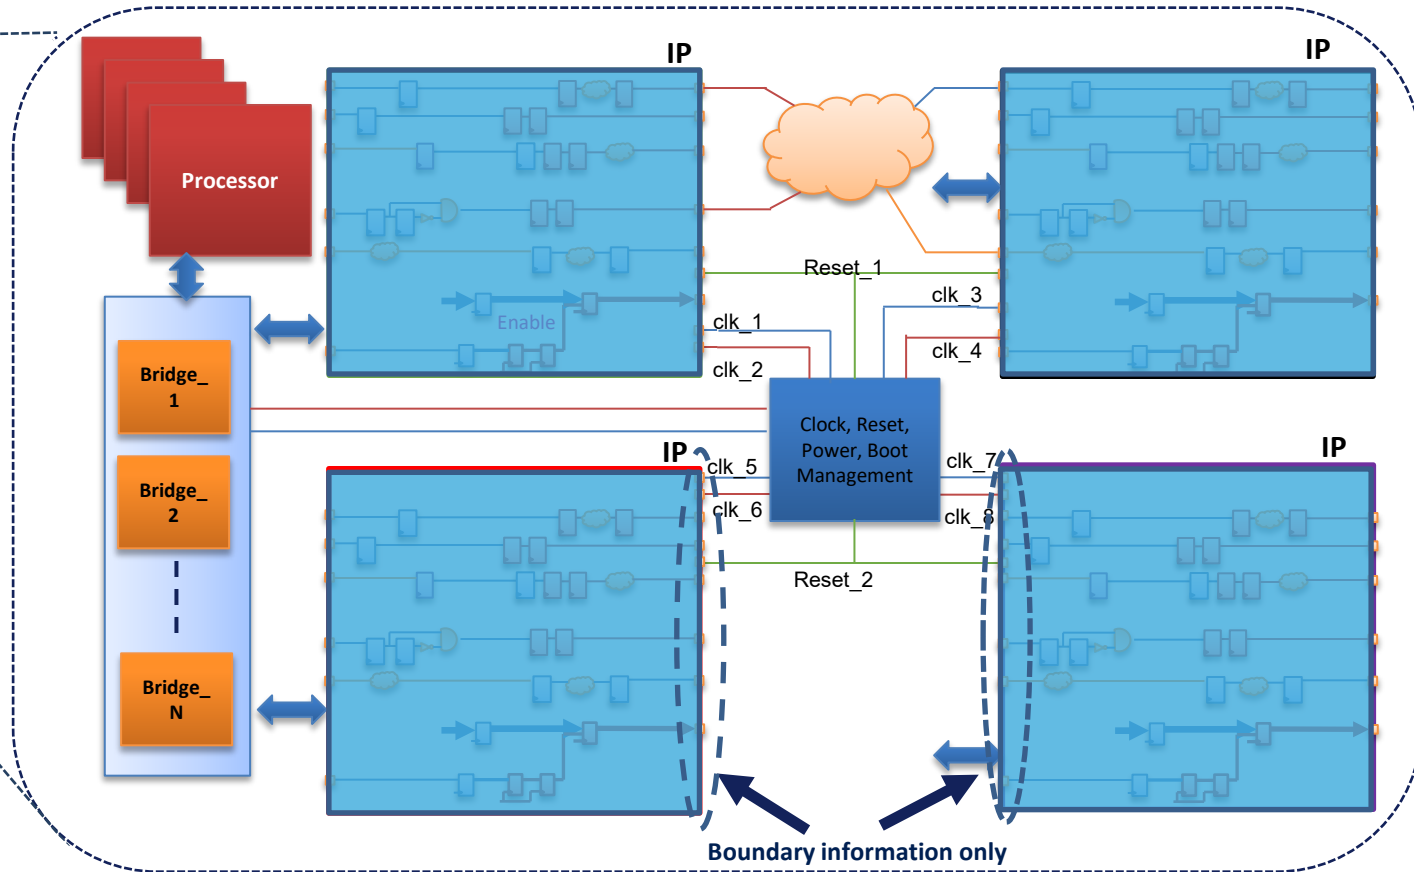 IP
IP
Processor
Reset_1
clk_3
Enable
clk_1
clk_4
clk_2
Bridge_
1
Clock, Reset,
Power, Boot
Management
IP
IP
clk_5
clk_7
Bridge_
2
clk_6
clk_8
Reset_2
Bridge_
N
Boundary information only